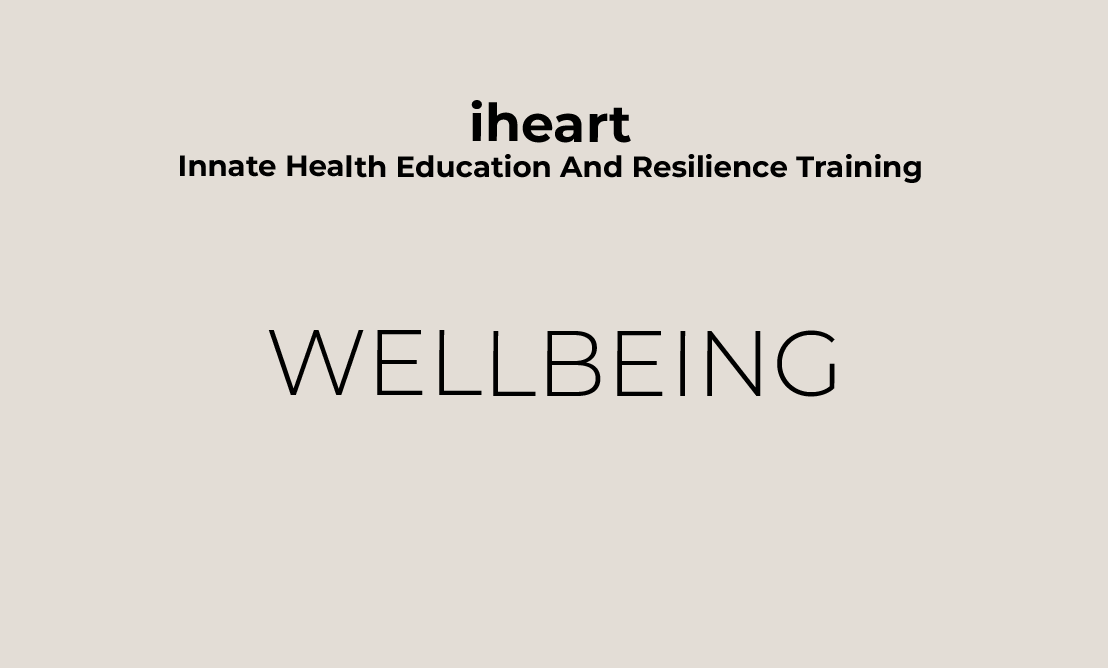 iheart
Innate Health Education And Resilience Training
WELLBEING